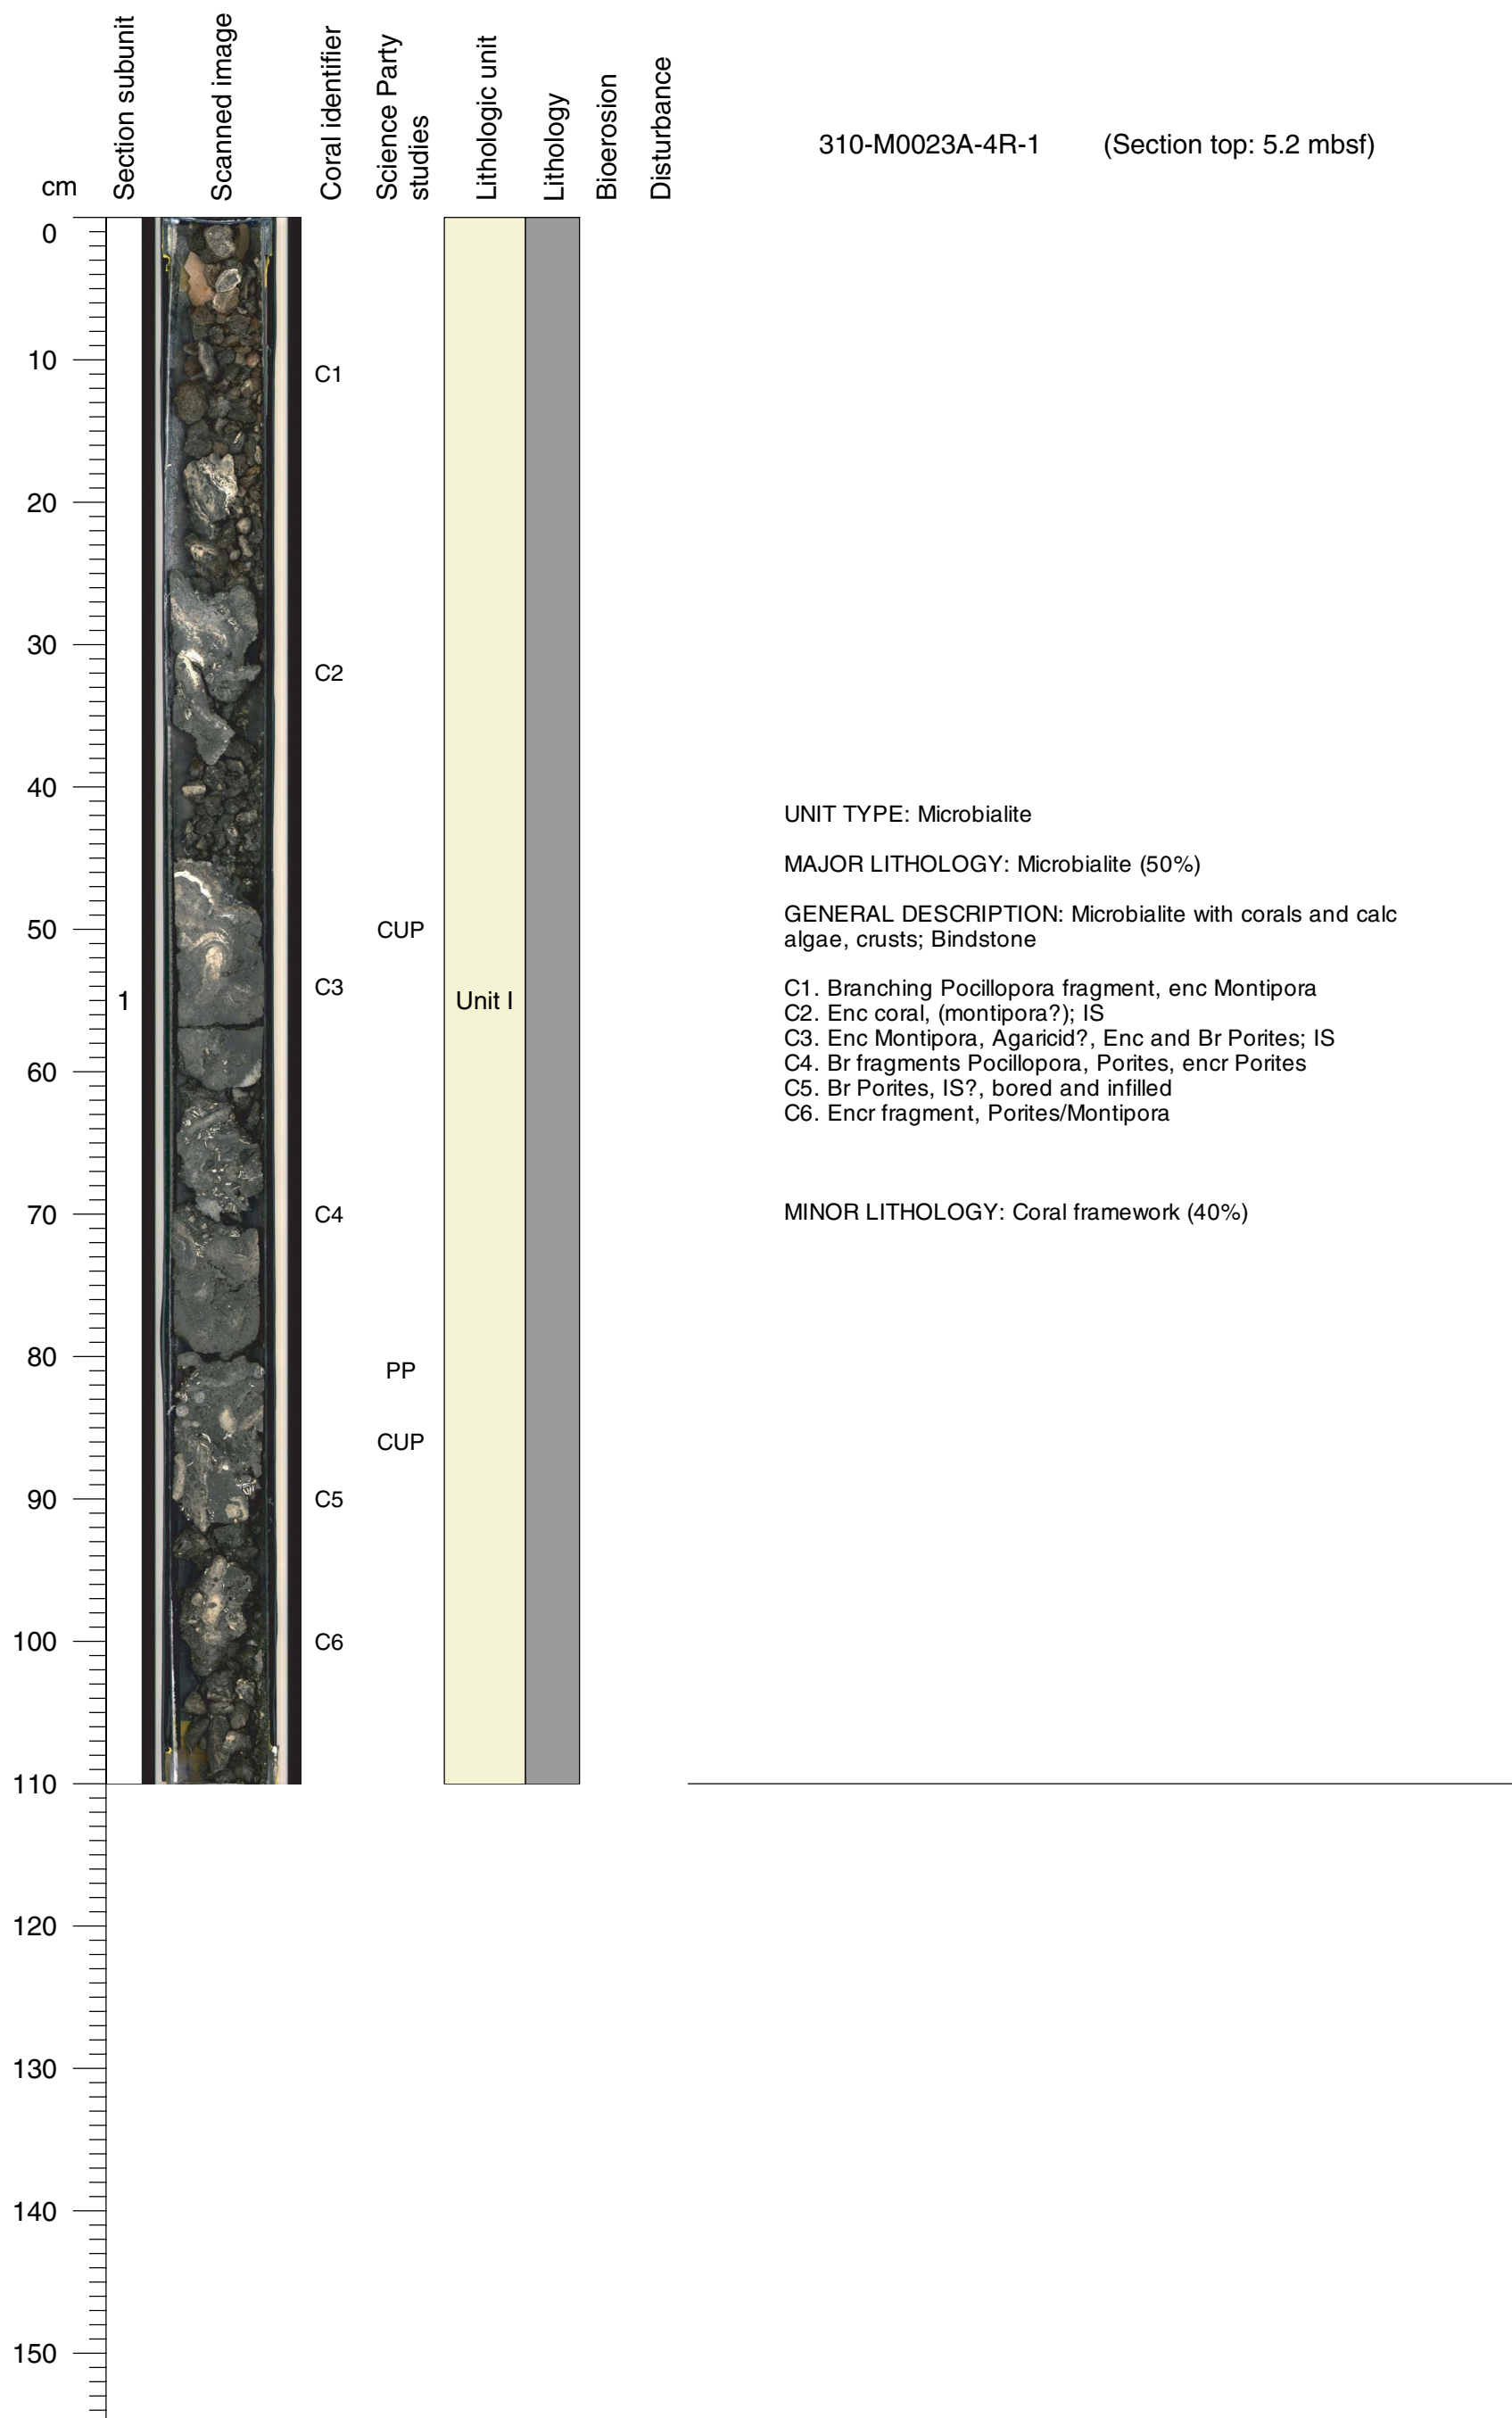 Section subunit
Scanned image
Coral identifier
Science Party
studies
Lithologic unit
Lithology
Bioerosion
Disturbance
310-M0023A-4R-1 (Section top: 5.2 mbsf)
cm
0
10
C1
20
30
C2
40
UNIT TYPE: Microbialite
MAJOR LITHOLOGY: Microbialite (50%)
GENERAL DESCRIPTION: Microbialite with corals and calc
algae, crusts; Bindstone
50
CUP
C3
1
Unit I
C1. Branching Pocillopora fragment, enc Montipora
C2. Enc coral, (montipora?); IS
C3. Enc Montipora, Agaricid?, Enc and Br Porites; IS
C4. Br fragments Pocillopora, Porites, encr Porites
C5. Br Porites, IS?, bored and infilled
C6. Encr fragment, Porites/Montipora
60
70
C4
MINOR LITHOLOGY: Coral framework (40%)
80
PP
CUP
90
C5
100
C6
110
120
130
140
150